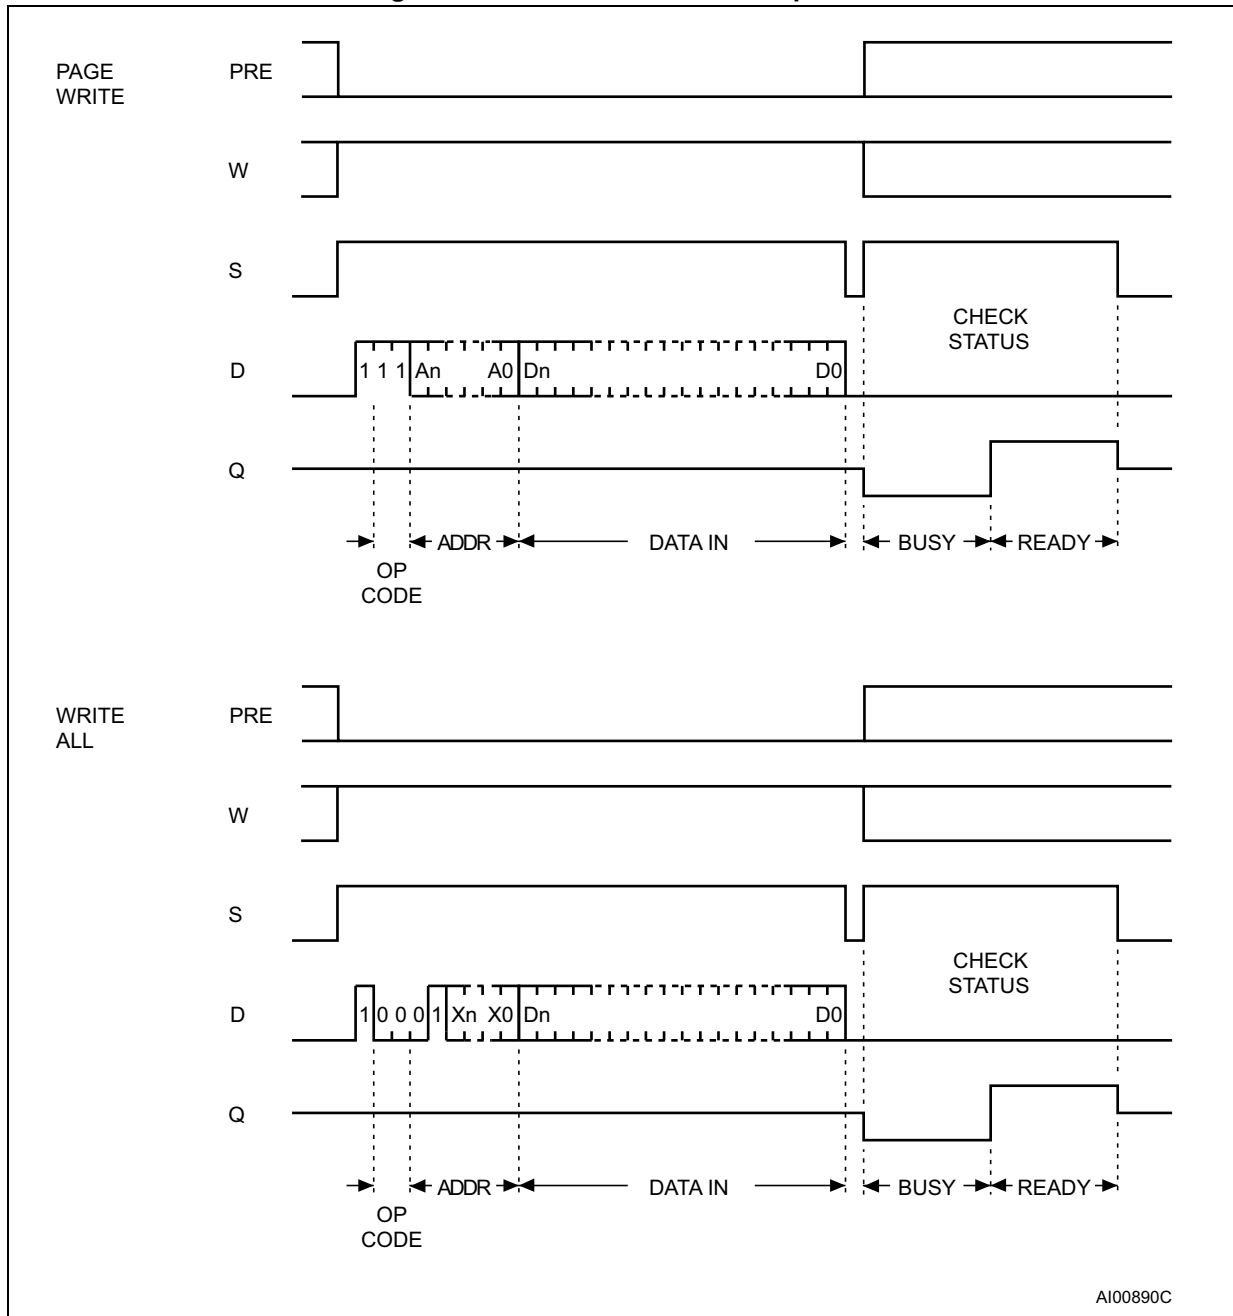 PAGE WRITE
PRE
W
S
CHECK
STATUS
D
1 1 1 An A0 Dn D0
Q
ADDR DATA IN BUSY READY
OP
CODE
WRITE ALL
PRE
W
S
CHECK
STATUS
D
1 0 0 0 1 Xn X0 Dn D0
Q
ADDR DATA IN BUSY READY
OP
CODE
AI00890C